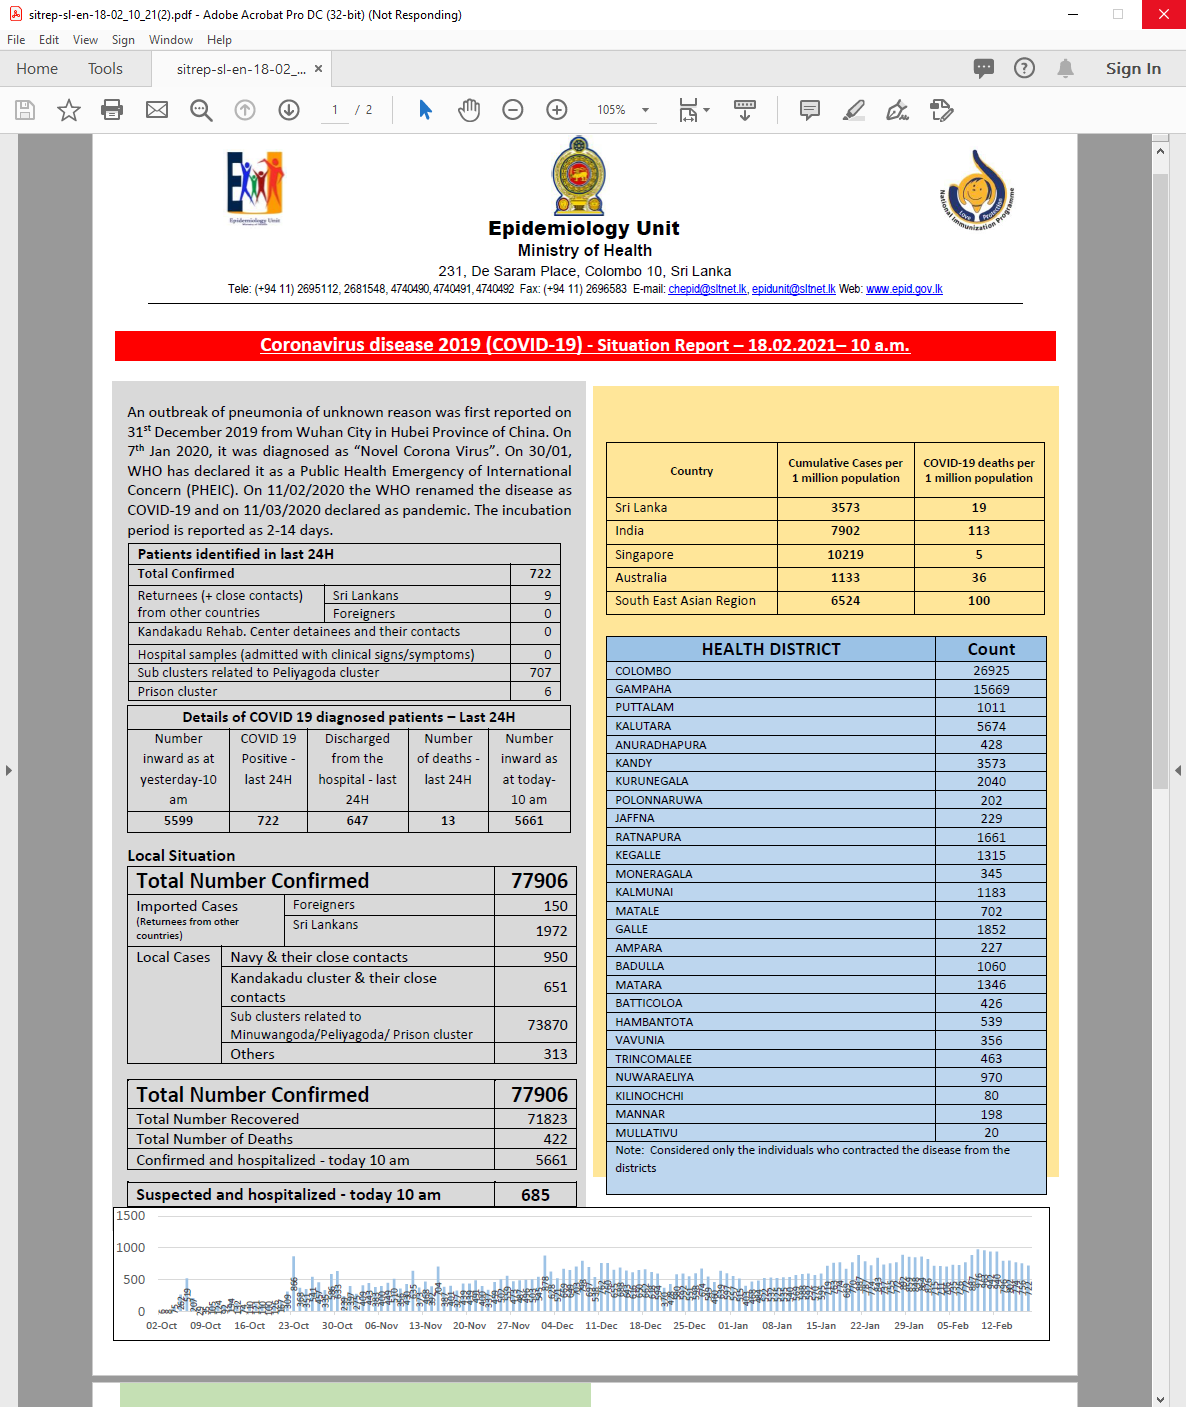 sitrep-sl-en-18-02_10_21(2).pdf - Adobe Acrobat Pro DC (32-bit) (Not Responding)
File Edit View Sign Window Help
Home Tools sitrep-sl-en-18-02_... × Sign In
1 / 2 105%
Epidemiology Unit
National Immunization Programme
Epidemiology Unit
Ministry of Health
231, De Saram Place, Colombo 10, Sri Lanka
Tele: (+94 11) 2695112, 2681548, 4740490, 4740491, 4740492 Fax: (+94 11) 2696583 E-mail: chepid@sltnet.lk, epidunit@sltnet.lk Web: www.epid.gov.lk
Coronavirus disease 2019 (COVID-19) - Situation Report – 18.02.2021– 10 a.m.
An outbreak of pneumonia of unknown reason was first reported on
31st December 2019 from Wuhan City in Hubei Province of China. On
7th Jan 2020, it was diagnosed as “Novel Corona Virus”. On 30/01,
WHO has declared it as a Public Health Emergency of International
Concern (PHEIC). On 11/02/2020 the WHO renamed the disease as
COVID-19 and on 11/03/2020 declared as pandemic. The incubation
period is reported as 2-14 days.
Patients identified in last 24H
Total Confirmed 722
Returnees (+ close contacts) from other countries Sri Lankans 9
Foreigners 0
Kandakadu Rehab. Center detainees and their contacts 0
Hospital samples (admitted with clinical signs/symptoms) 0
Sub clusters related to Peliyagoda cluster 707
Prison cluster 6
Details of COVID 19 diagnosed patients – Last 24H
Number COVID 19 Discharged Number Number
inward as at Positive - from the of deaths - inward as
yesterday-10 last 24H hospital - last last 24H at today-
am 24H 10 am
5599 722 647 13 5661
Local Situation
Total Number Confirmed 77906
Imported Cases Foreigners 150
(Returnees from other countries) Sri Lankans 1972
Local Cases Navy & their close contacts 950
Kandakadu cluster & their close
contacts 651
Sub clusters related to
Minuwangoda/Peliyagoda/ Prison cluster 73870
Others 313
Total Number Confirmed 77906
Total Number Recovered 71823
Total Number of Deaths 422
Confirmed and hospitalized - today 10 am 5661
Suspected and hospitalized - today 10 am 685
Country Cumulative Cases per 1 million population COVID-19 deaths per 1 million population
Sri Lanka 3573 19
India 7902 113
Singapore 10219 5
Australia 1133 36
South East Asian Region 6524 100
HEALTH DISTRICT Count
COLOMBO 26925
GAMPAHA 15669
PUTTALAM 1011
KALUTARA 5674
ANURADHAPURA 428
KANDY 3573
KURUNEGALA 2040
POLONNARUWA 202
JAFFNA 229
RATNAPURA 1661
KEGALLE 1315
MONERAGALA 345
KALMUNAI 1183
MATALE 702
GALLE 1852
AMPARA 227
BADULLA 1060
MATARA 1346
BATTICOLOA 426
HAMBANTOTA 539
VAVUNIA 356
TRINCOMALEE 463
NUWARAELIYA 970
KILINOCHCHI 80
MANNAR 198
MULLATIVU 20
Note: Considered only the individuals who contracted the disease from the
districts
1500
1000
500
0
02-Oct 09-Oct 16-Oct 23-Oct 30-Oct 06-Nov 13-Nov 20-Nov 27-Nov 04-Dec 11-Dec 18-Dec 25-Dec 01-Jan 08-Jan 15-Jan 22-Jan 29-Jan 05-Feb 12-Feb